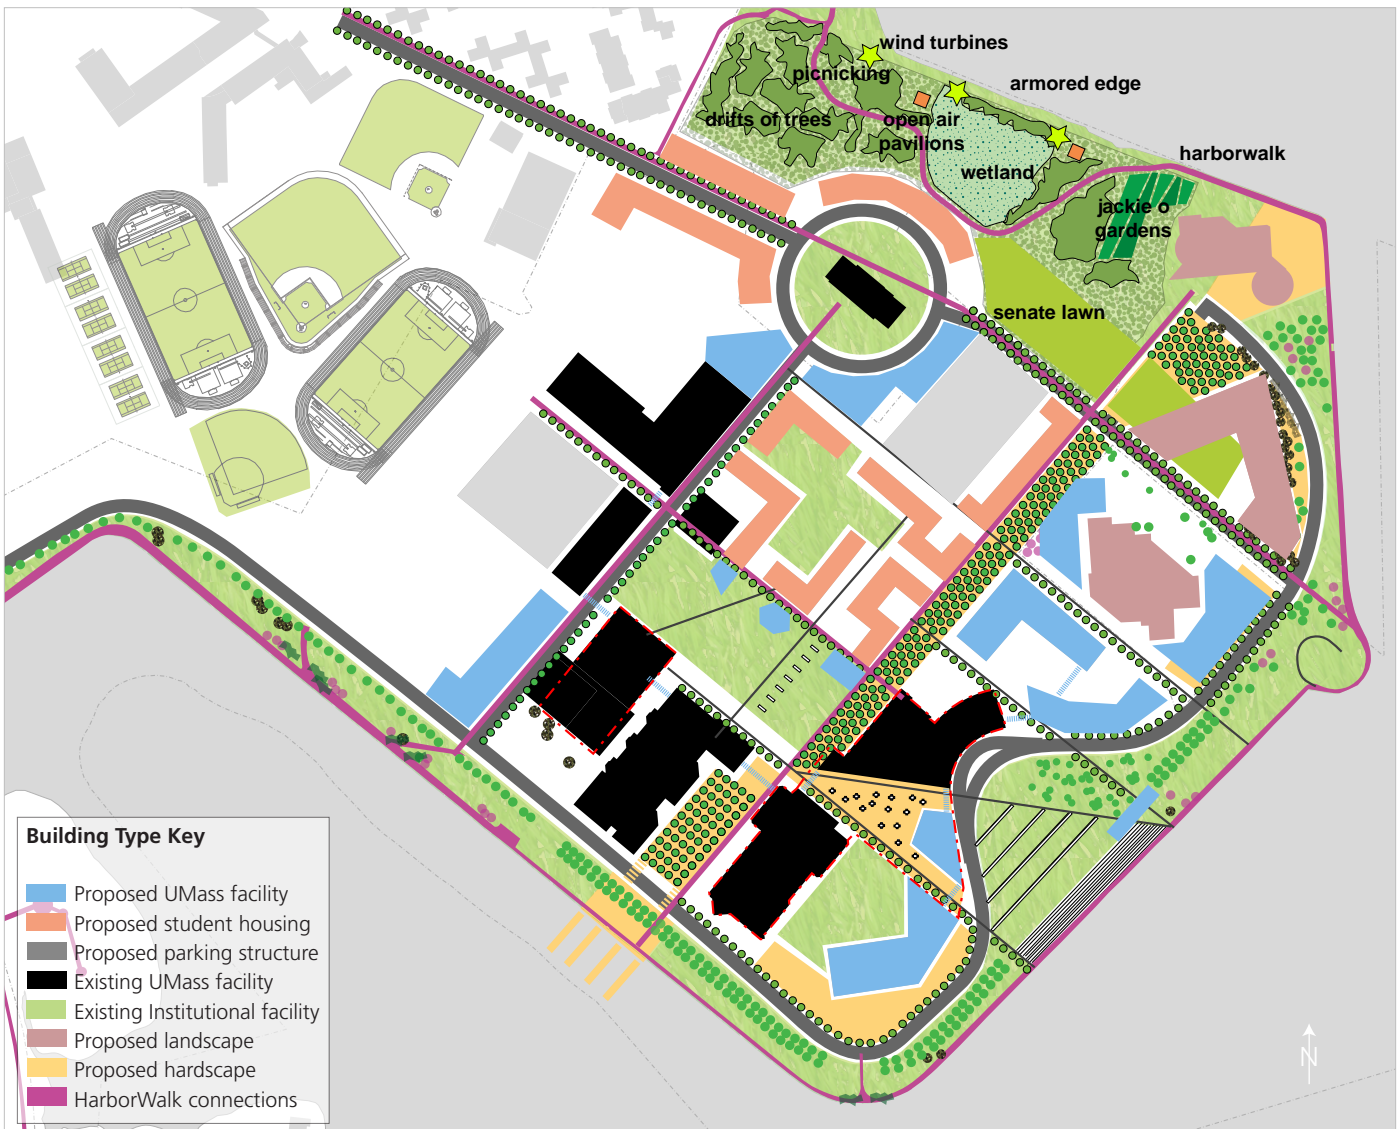 wind turbines
picnicking
armored edge
drifts of trees
open air
pavilions
harborwalk
wetland
jackie o
gardens
senate lawn
Building Type Key
Proposed UMass facility
Proposed student housing
Proposed parking structure
Existing UMass facility
Existing Institutional facility
Proposed landscape
Proposed hardscape
HarborWalk connections
N